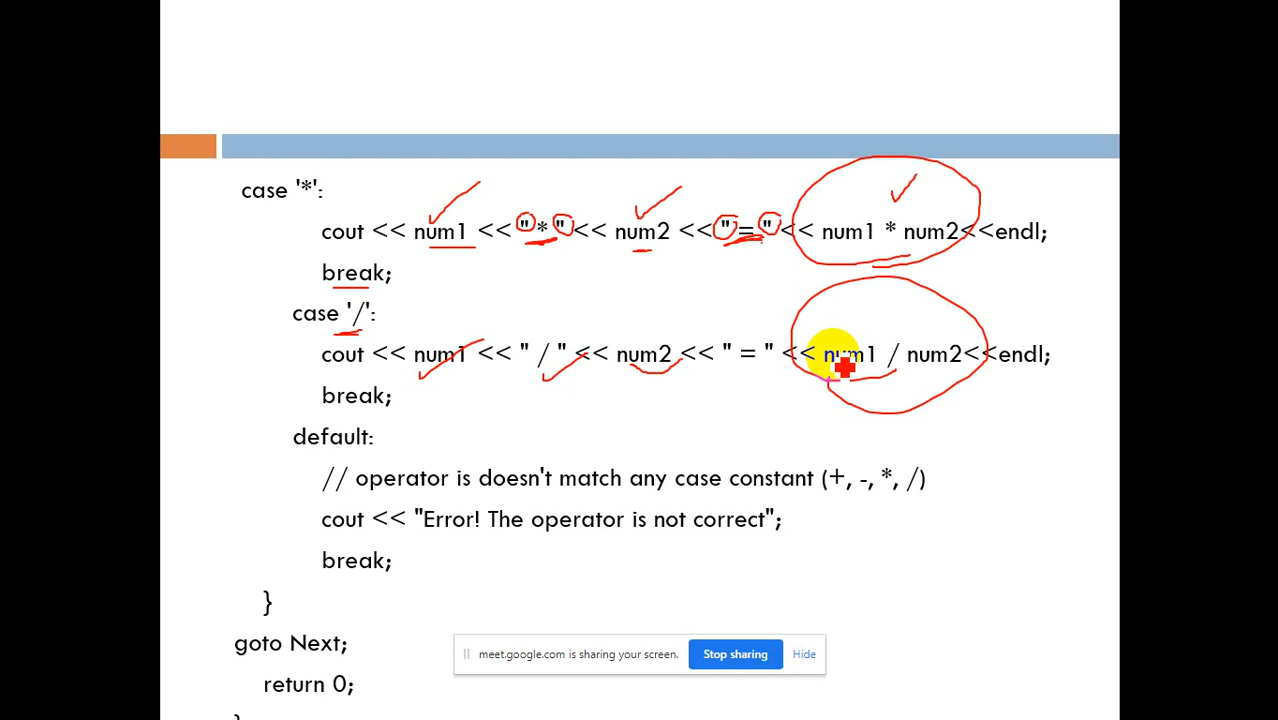 case '*':
cout << num1 << " * " << num2 << " = " << num1 * num2<<endl;
break;
case '/':
cout << num1 << " / " << num2 << " = " << num1 / num2<<endl;
break;
default:
// operator is doesn't match any case constant (+, -, *, /)
cout << "Error! The operator is not correct";
break;
}
goto Next;
meet.google.com is sharing your screen. Stop sharing Hide
return 0;